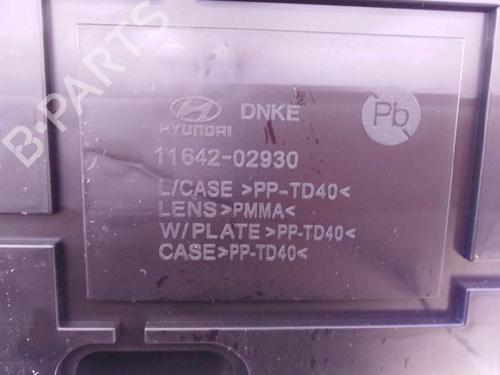 B-PARTS
HYUNDAI
DNKE
Pb
11642-02930
L/CASE >PP-TD40<
LENS>PMMA<
W/PLATE >PP-TD40<
CASE>PP-TD40<